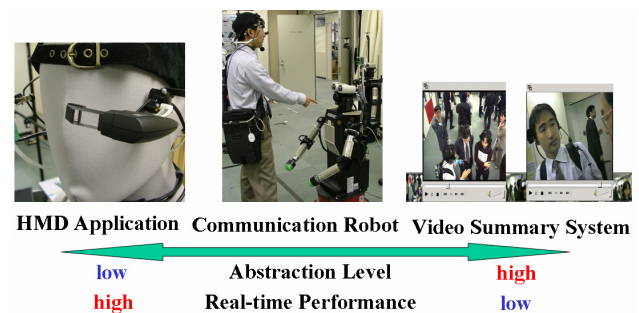 HMD Application Communication Robot Video Summary System
low Abstraction Level high
high Real-time Performance low